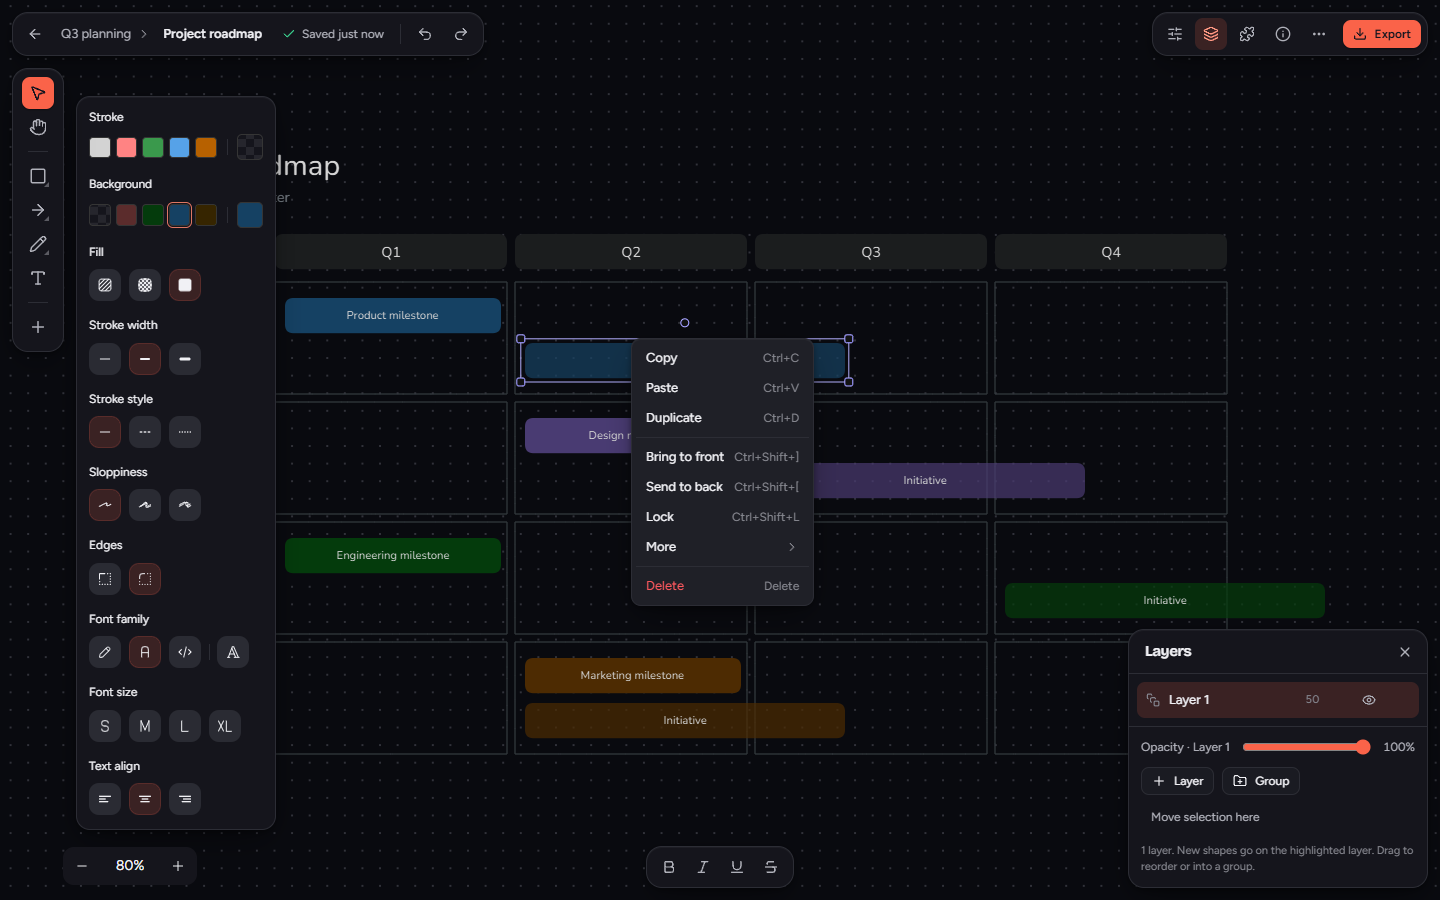 Q3 planning > Project roadmap Saved just now
Export
Stroke
Background
Fill
Stroke width
Stroke style
Sloppiness
Edges
Font family
Font size
S M L XL
Text align
80%
dmap
ter
Q1 Q2 Q3 Q4
Product milestone
Design
Initiative
Engineering milestone
Initiative
Marketing milestone
Initiative
Copy Ctrl+C
Paste Ctrl+V
Duplicate Ctrl+D
Bring to front Ctrl+Shift+]
Send to back Ctrl+Shift+[
Lock Ctrl+Shift+L
More
Delete Delete
B I U S
Layers
Layer 1 50
Opacity · Layer 1 100%
+ Layer Group
Move selection here
1 layer. New shapes go on the highlighted layer. Drag to
reorder or into a group.